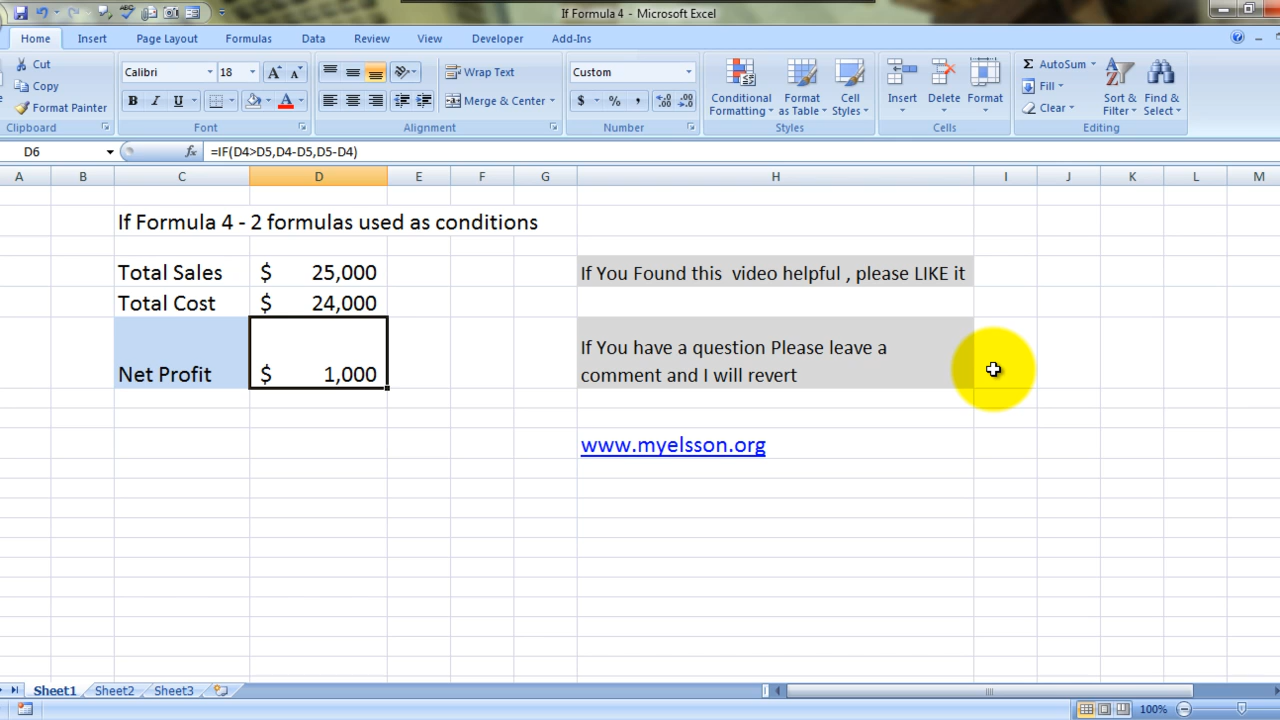 If Formula 4 - Microsoft Excel
Home Insert Page Layout Formulas Data Review View Developer Add-Ins
Cut
Copy
Format Painter
Clipboard
Calibri 18
Font
Wrap Text
Merge & Center
Alignment
Custom
$ % ,
Number
Conditional Formatting
Format as Table
Cell Styles
Styles
Insert Delete Format
Cells
AutoSum
Fill
Clear
Sort & Filter
Find & Select
Editing
D6 fx =IF(D4>D5,D4-D5,D5-D4)
A B C D E F G H I J K L M
If Formula 4 - 2 formulas used as conditions
Total Sales $ 25,000 If You Found this  video helpful , please LIKE it
Total Cost $ 24,000
If You have a question Please leave a
Net Profit $ 1,000 comment and I will revert
www.myelsson.org
Sheet1 Sheet2 Sheet3
100%